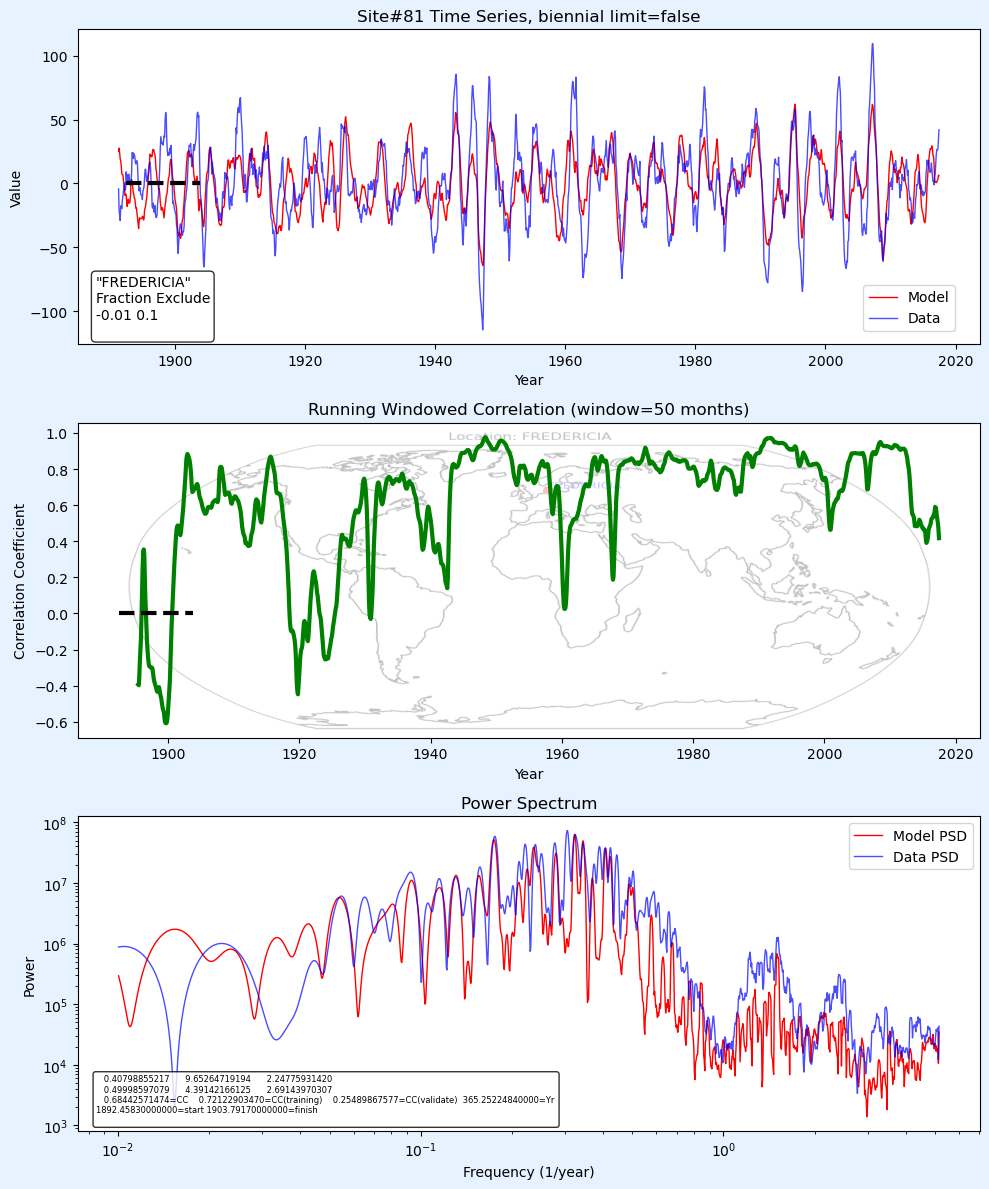 Site#81 Time Series, biennial limit=false
Value
100
50
0
−50
−100
"FREDERICIA"
Fraction Exclude
-0.01 0.1
Model
Data
1900
1920
1940
1960
1980
2000
2020
Year
Running Windowed Correlation (window=50 months)
Location: FREDERICIA
Correlation Coefficient
1.0
0.8
0.6
0.4
0.2
0.0
−0.2
−0.4
−0.6
1900
1920
1940
1960
1980
2000
2020
Year
Power Spectrum
Model PSD
Data PSD
Power
10^8
10^7
10^6
10^5
10^4
10^3
0.40798855217 9.65264719194 2.24775931420
0.49998597079 4.39142166125 2.69143970307
0.68442571474=CC 0.72122903470=CC(training) 0.25489867577=CC(validate) 365.25224840000=Yr
1892.45830000000=start 1903.79170000000=finish
10^−2
10^−1
10^0
Frequency (1/year)